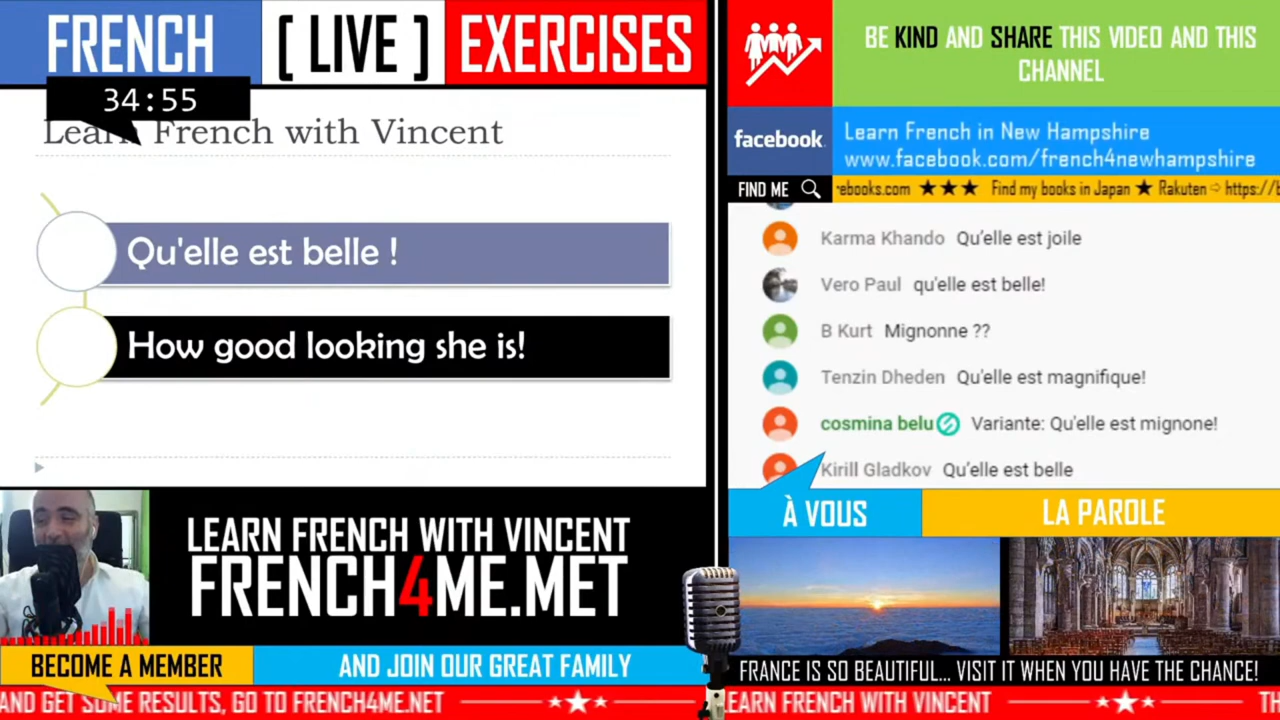 FRENCH [ LIVE ] EXERCISES
34:55
Learn French with Vincent
Qu'elle est belle !
How good looking she is!
LEARN FRENCH WITH VINCENT
FRENCH4ME.MET
BECOME A MEMBER
AND JOIN OUR GREAT FAMILY
BE KIND AND SHARE THIS VIDEO AND THIS
CHANNEL
facebook.
Learn French in New Hampshire
www.facebook.com/french4newhampshire
FIND ME
ebooks.com ★★★ Find my books in Japan ★ Rakuten ⇨ https://b
Karma Khando Qu'elle est joile
Vero Paul qu'elle est belle!
B Kurt Mignonne ??
Tenzin Dheden Qu'elle est magnifique!
cosmina belu Variante: Qu'elle est mignone!
Kirill Gladkov Qu'elle est belle
À VOUS
LA PAROLE
FRANCE IS SO BEAUTIFUL... VISIT IT WHEN YOU HAVE THE CHANCE!
AND GET SOME RESULTS, GO TO FRENCH4ME.NET ★ LEARN FRENCH WITH VINCENT ★ TH